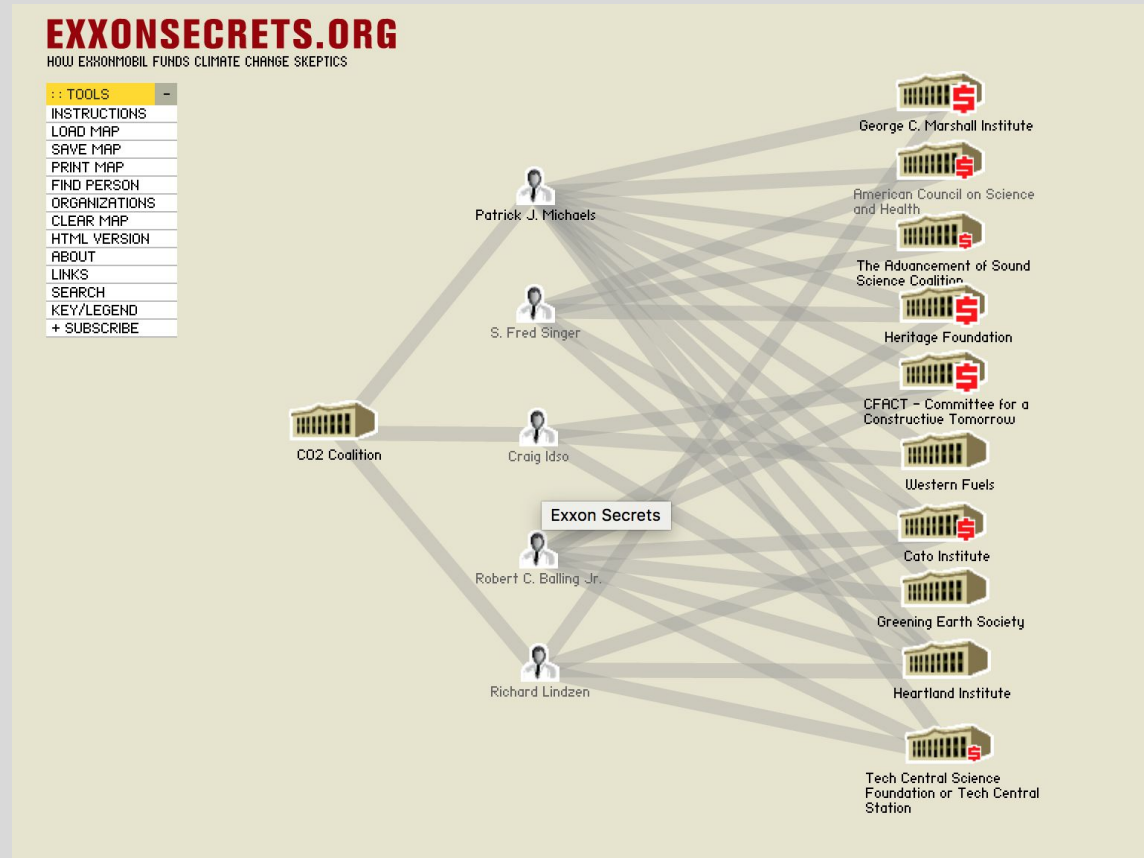 EXXONSECRETS.ORG
HOW EXXONMOBIL FUNDS CLIMATE CHANGE SKEPTICS
:: TOOLS -
INSTRUCTIONS
LOAD MAP
SAVE MAP
PRINT MAP
FIND PERSON
ORGANIZATIONS
CLEAR MAP
HTML VERSION
ABOUT
LINKS
SEARCH
KEY/LEGEND
+ SUBSCRIBE
CO2 Coalition
Patrick J. Michaels
S. Fred Singer
Craig Idso
Exxon Secrets
Robert C. Balling Jr.
Richard Lindzen
$
George C. Marshall Institute
$
American Council on Science
and Health
$
The Advancement of Sound
Science Coalition
$
Heritage Foundation
$
CFACT - Committee for a
Constructive Tomorrow
Western Fuels
$
Cato Institute
Greening Earth Society
Heartland Institute
$
Tech Central Science
Foundation or Tech Central
Station